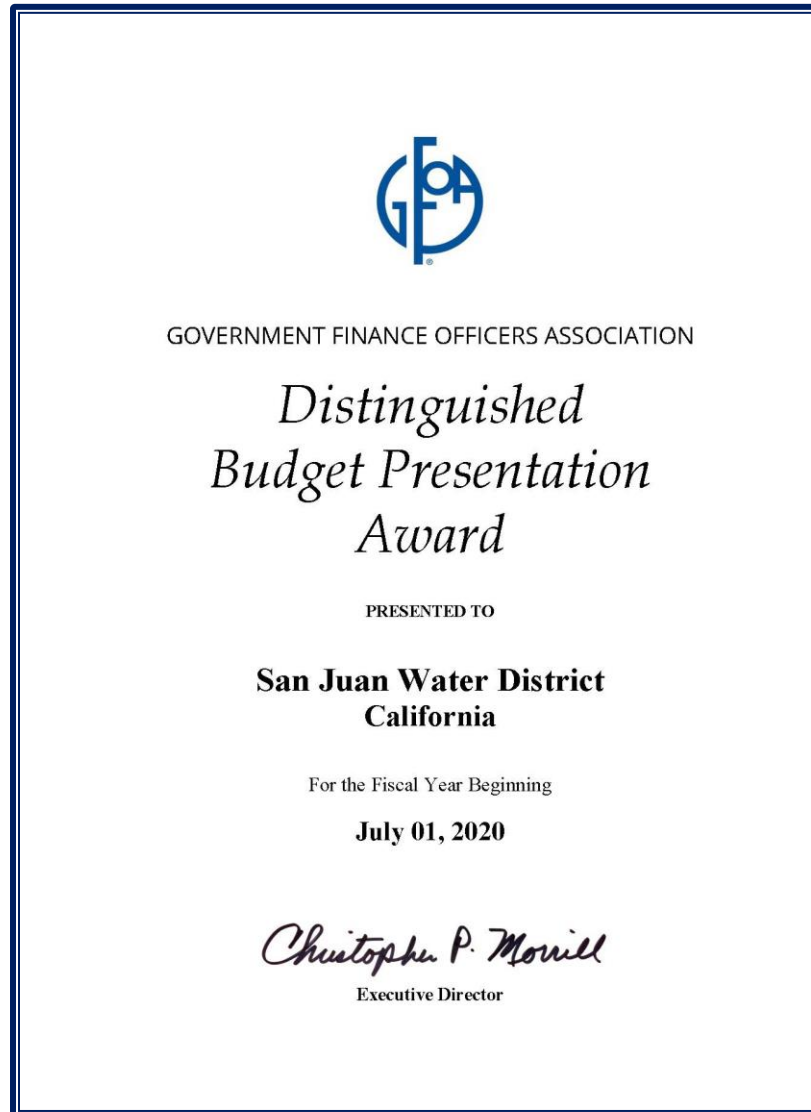 GFOA
®
GOVERNMENT FINANCE OFFICERS ASSOCIATION
Distinguished
Budget Presentation
Award
PRESENTED TO
San Juan Water District
California
For the Fiscal Year Beginning
July 01, 2020
Christopher P. Morrill
Executive Director